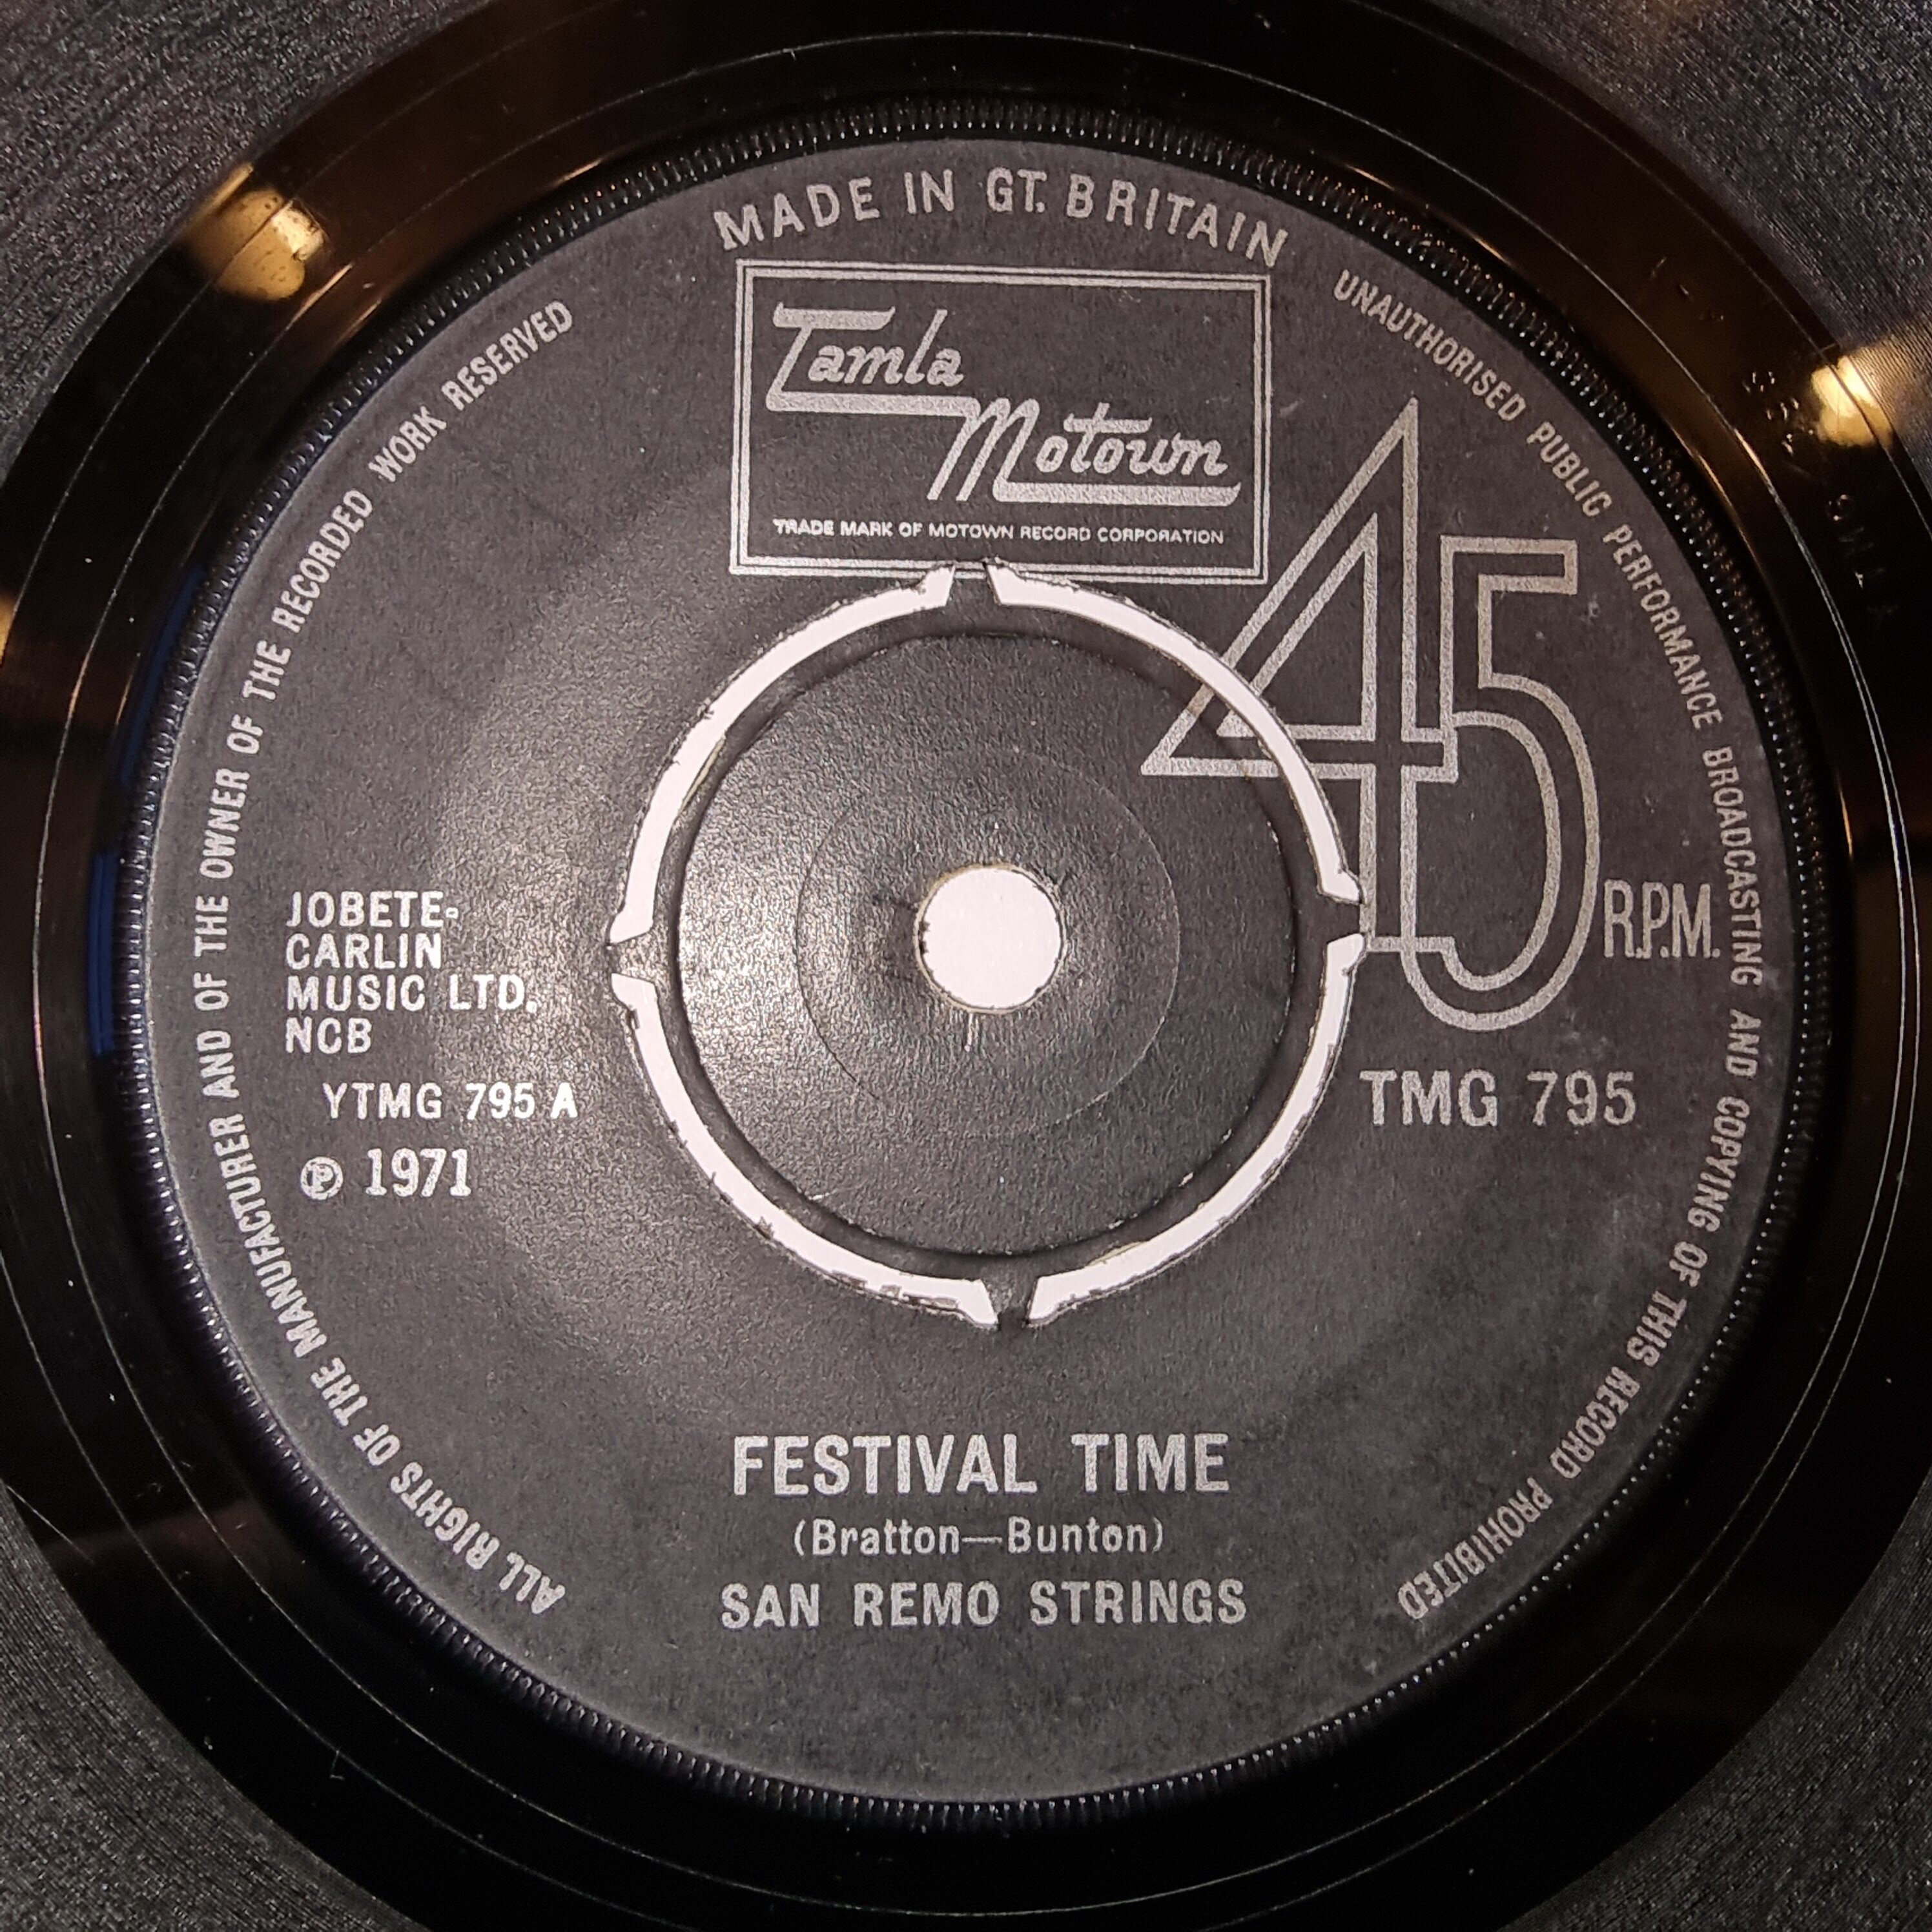 MADE IN GT. BRITAIN
UNAUTHORISED PUBLIC PERFORMANCE BROADCASTING AND COPYING OF THIS RECORD PROHIBITED
ALL RIGHTS OF THE MANUFACTURER AND OF THE OWNER OF THE RECORDED WORK RESERVED
Tamla
Motown
TRADE MARK OF MOTOWN RECORD CORPORATION
45
R.P.M.
JOBETE-
CARLIN
MUSIC LTD.
NCB
YTMG 795 A
℗ 1971
TMG 795
FESTIVAL TIME
(Bratton—Bunton)
SAN REMO STRINGS